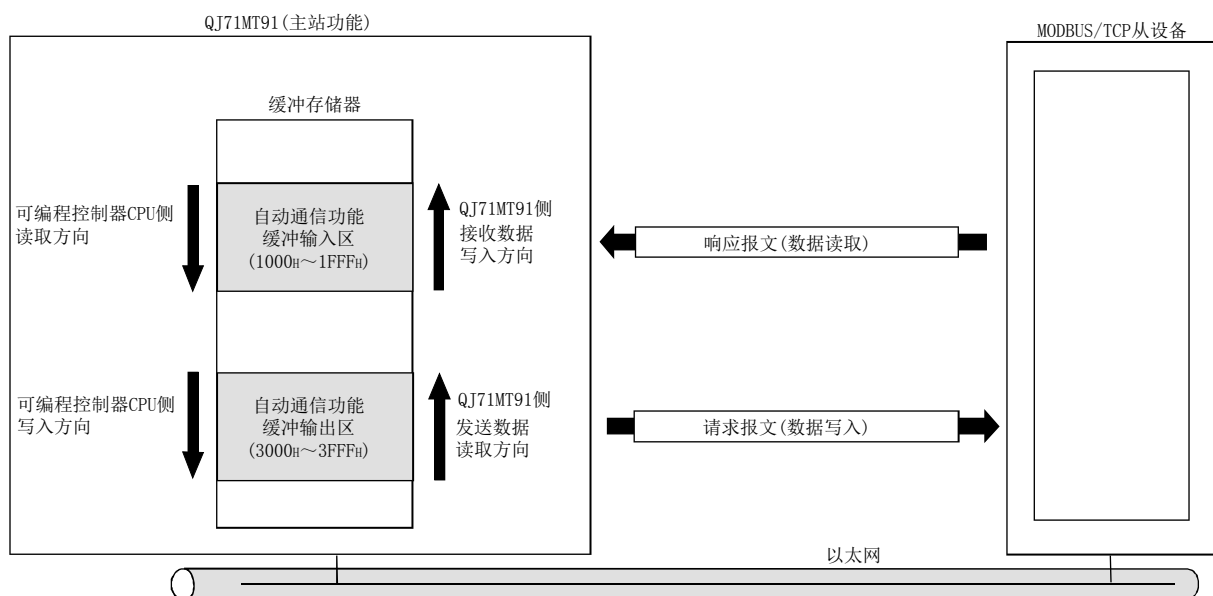 QJ71MT91(主站功能)
MODBUS/TCP从设备
缓冲存储器
可编程控制器CPU侧
读取方向
自动通信功能
缓冲输入区
(1000H～1FFFH)
QJ71MT91侧
接收数据
写入方向
响应报文(数据读取)
可编程控制器CPU侧
写入方向
自动通信功能
缓冲输出区
(3000H～3FFFH)
QJ71MT91侧
发送数据
读取方向
请求报文(数据写入)
以太网